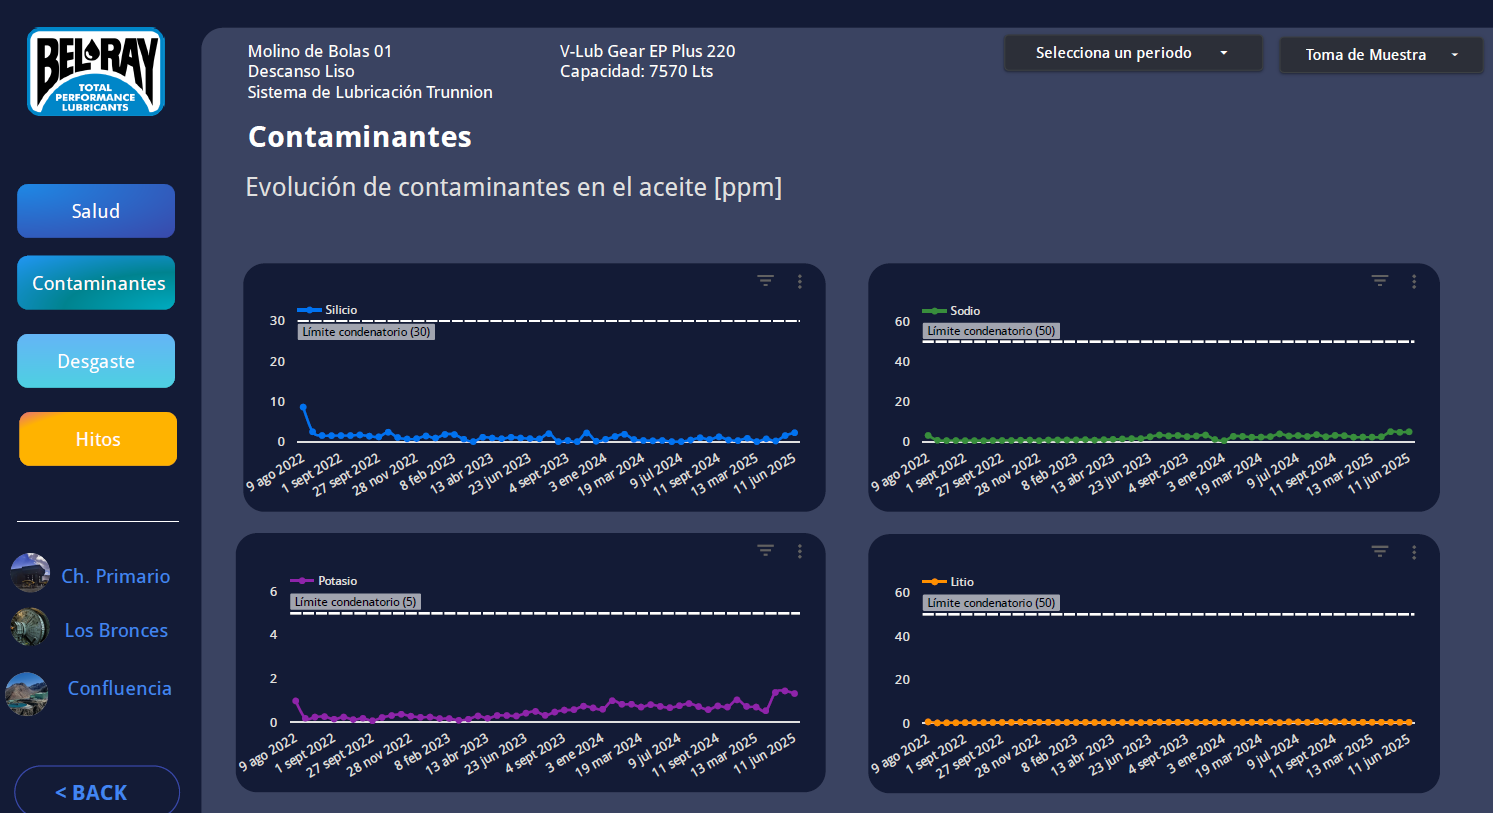 BEL-RAY
TOTAL
PERFORMANCE
LUBRICANTS
Molino de Bolas 01
Descanso Liso
Sistema de Lubricación Trunnion
V-Lub Gear EP Plus 220
Capacidad: 7570 Lts
Selecciona un periodo
Toma de Muestra
Contaminantes
Evolución de contaminantes en el aceite [ppm]
Salud
Contaminantes
Desgaste
Hitos
Ch. Primario
Los Bronces
Confluencia
< BACK
Silicio
30
Límite condenatorio (30)
20
10
0
9 ago 2022
1 sept 2022
27 sept 2022
28 nov 2022
8 feb 2023
13 abr 2023
23 jun 2023
4 sept 2023
3 ene 2024
19 mar 2024
9 jul 2024
11 sept 2024
13 mar 2025
11 jun 2025
Sodio
60
Límite condenatorio (50)
40
20
0
9 ago 2022
1 sept 2022
27 sept 2022
28 nov 2022
8 feb 2023
13 abr 2023
23 jun 2023
4 sept 2023
3 ene 2024
19 mar 2024
9 jul 2024
11 sept 2024
13 mar 2025
11 jun 2025
Potasio
6
Límite condenatorio (5)
4
2
0
9 ago 2022
1 sept 2022
27 sept 2022
28 nov 2022
8 feb 2023
13 abr 2023
23 jun 2023
4 sept 2023
3 ene 2024
19 mar 2024
9 jul 2024
11 sept 2024
13 mar 2025
11 jun 2025
Litio
60
Límite condenatorio (50)
40
20
0
9 ago 2022
1 sept 2022
27 sept 2022
28 nov 2022
8 feb 2023
13 abr 2023
23 jun 2023
4 sept 2023
3 ene 2024
19 mar 2024
9 jul 2024
11 sept 2024
13 mar 2025
11 jun 2025